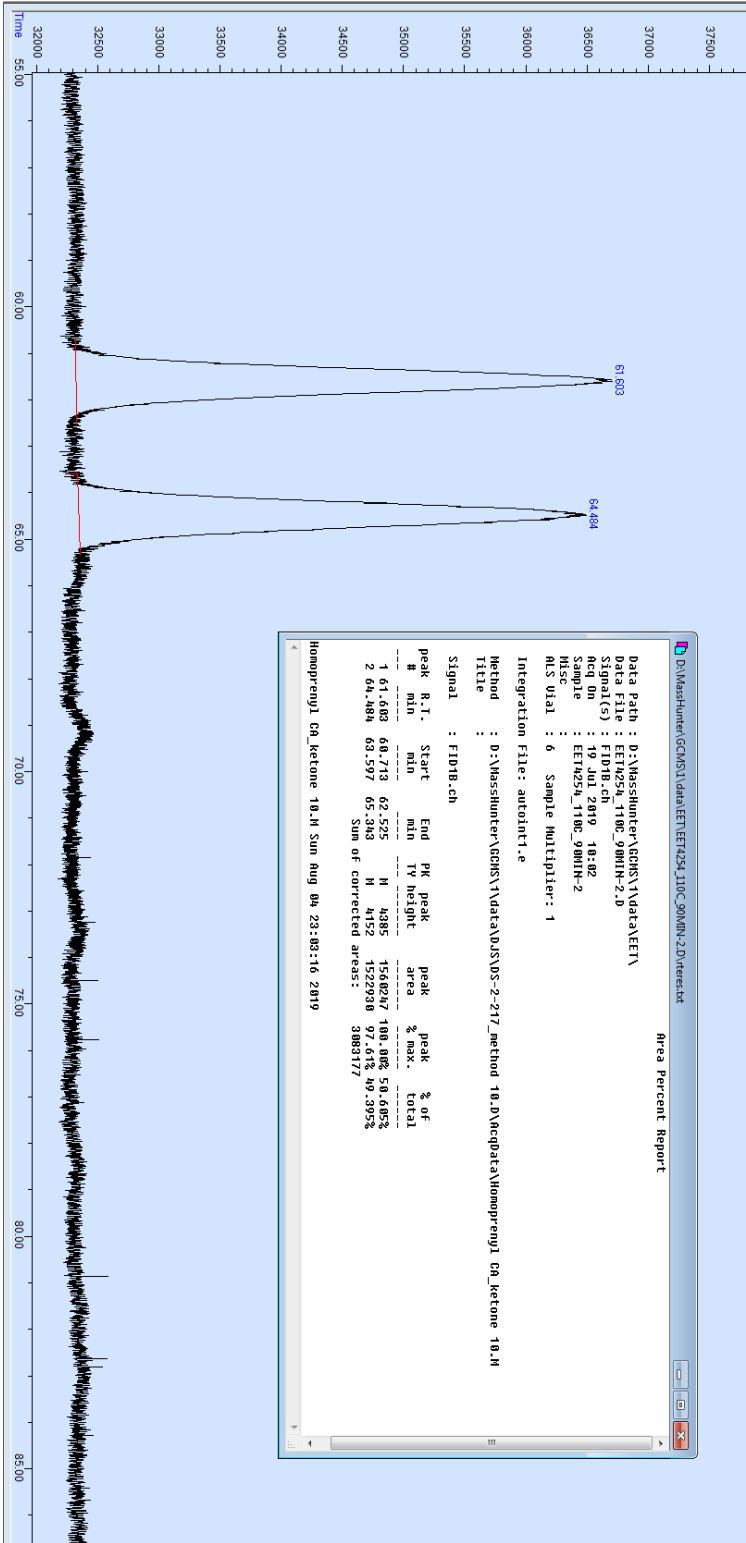 37500
37000
36500
36000
35500
35000
34500
34000
33500
33000
32500
32000
Time
55.00
60.00
65.00
70.00
75.00
80.00
85.00
61.603
64.484
D:\MassHunter\GCMS\1\data\EET\EET4254_110C_90MIN-2.D\rteres.txt
Area Percent Report
Data Path : D:\MassHunter\GCMS\1\data\EET\
Data File : EET4254_110C_90MIN-2.D
Signal(s) : FID1B.ch
Acq On : 19 Jul 2019 10:02
Sample : EET4254_110C_90MIN-2
Misc :
ALS Vial : 6 Sample Multiplier: 1
Integration File: autoint1.e
Method : D:\MassHunter\GCMS\1\data\DJS\DS-2-217_method 10.D\AcqData\Homoprenyl CA_ketone 10.M
Title :
Signal : FID1B.ch
peak R.T. Start End PK peak peak peak % of
# min min min TY height area % max. total
--- ----- ----- ----- --- ------- ------- ------ -------
1 61.603 60.713 62.525 M 4385 1560247 100.00% 50.605%
2 64.484 63.597 65.343 M 4152 1522930 97.61% 49.395%
Sum of corrected areas: 3083177
Homoprenyl CA_ketone 10.M Sun Aug 04 23:03:16 2019